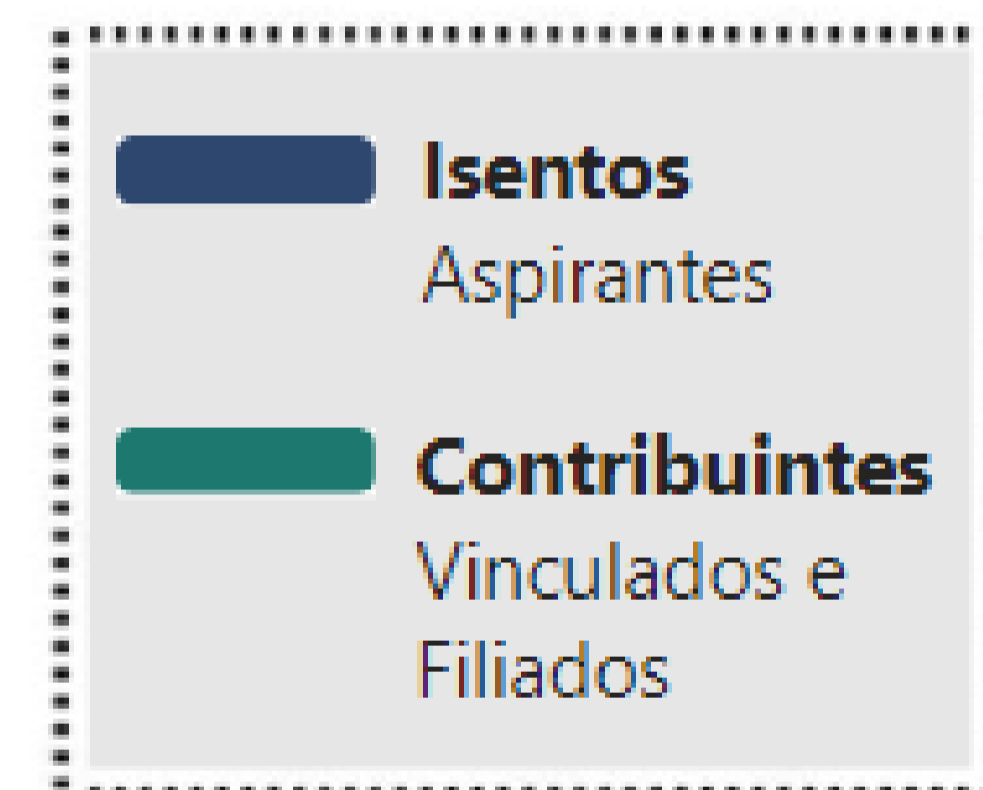 Isentos
Aspirantes
Contribuintes
Vinculados e
Filiados